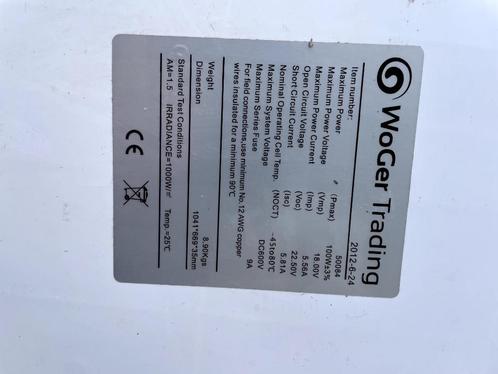 WoGer Trading
Item number: 2012-6-24
50084
Maximum Power (Pmax) 100W±3%
Maximum Power Voltage (Vmp) 18.00V
Maximum Power Current (Imp) 5.56A
Open Circuit Voltage (Voc) 22.50V
Short Circuit Current (Isc) 5.81A
Nominal Operating Cell Temp. (NOCT) -45to80℃
Maximum System Voltage DC600V
Maximum Series Fuse 9A
For field connections,use minimum No.12 AWG copper
wires insulated for a minimum 90℃
Weight 8.90Kgs
Dimension 1041*669*35mm
Standard Test Conditions
AM=1.5 IRRADIANCE=1000W/㎡ Temp.=25℃
CE